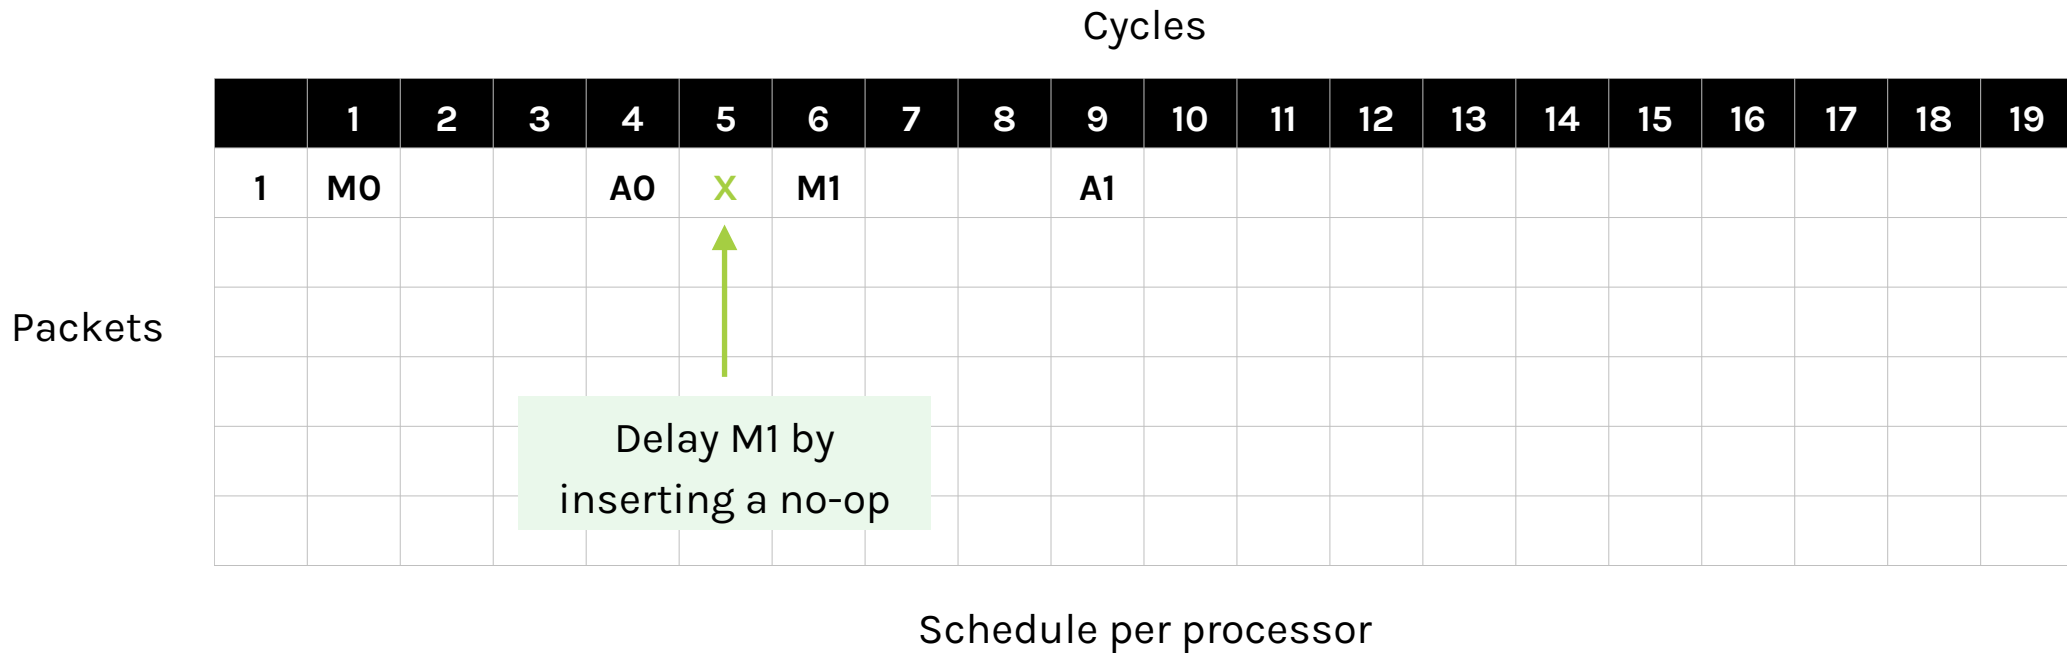 Cycles
1 2 3 4 5 6 7 8 9 10 11 12 13 14 15 16 17 18 19
1 M0 A0 X M1 A1
Packets
Delay M1 by
inserting a no-op
Schedule per processor